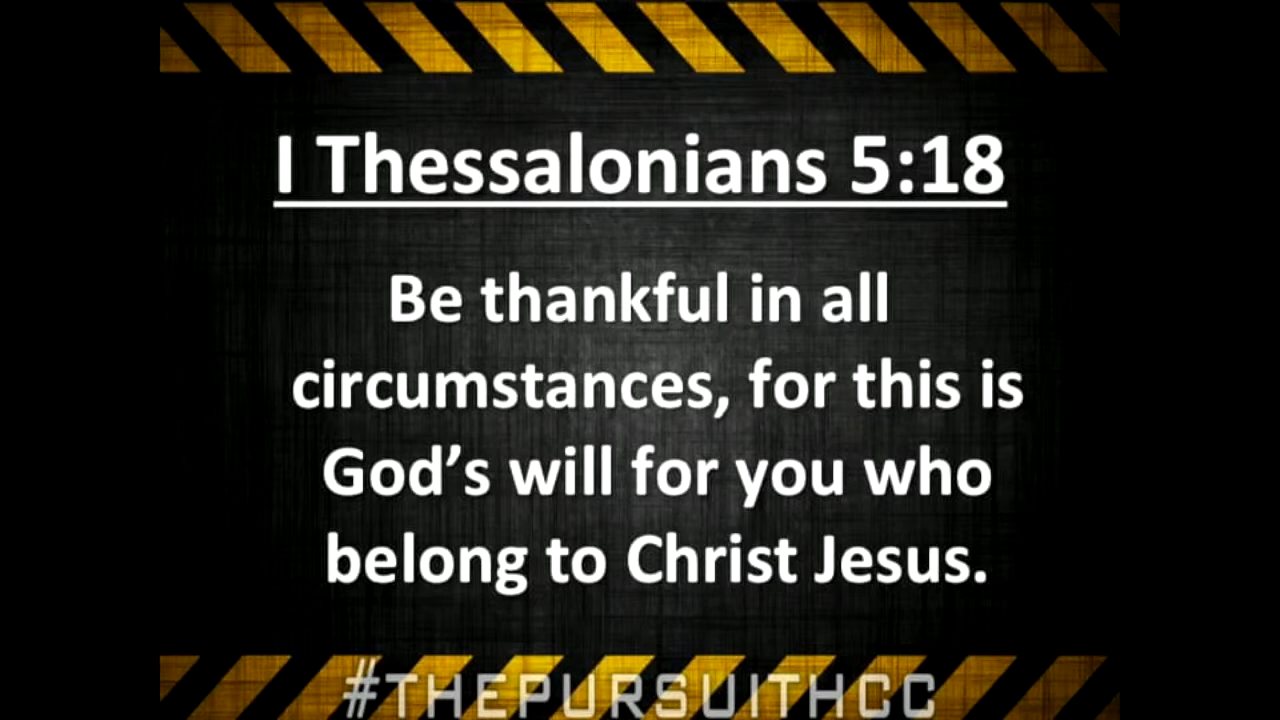 I Thessalonians 5:18
Be thankful in all
circumstances, for this is
God’s will for you who
belong to Christ Jesus.
#THEPURSUITHCC